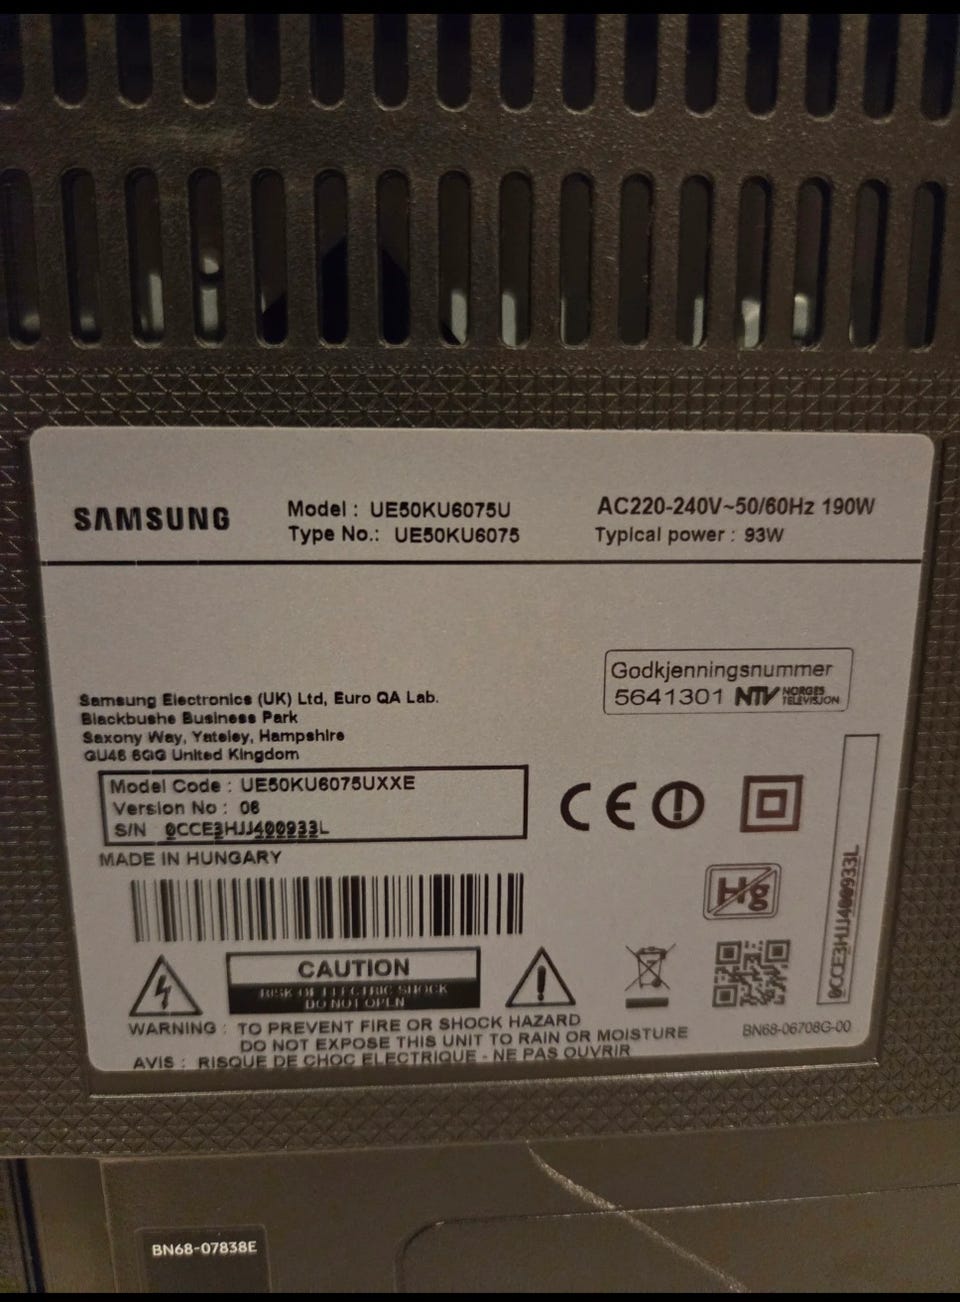 SAMSUNG
Model : UE50KU6075U
Type No.: UE50KU6075
AC220-240V~50/60Hz 190W
Typical power : 93W
Godkjenningsnummer
5641301 NTV NORGES TELEVISJON
Samsung Electronics (UK) Ltd, Euro QA Lab.
Blackbushe Business Park
Saxony Way, Yateley, Hampshire
GU46 6GG United Kingdom
Model Code : UE50KU6075UXXE
Version No : 06
S/N 0CCE3HJJ400933L
MADE IN HUNGARY
CE
Hg
0CCE3HJJ400933L
CAUTION
RISK OF ELECTRIC SHOCK
DO NOT OPEN
WARNING : TO PREVENT FIRE OR SHOCK HAZARD
DO NOT EXPOSE THIS UNIT TO RAIN OR MOISTURE
AVIS : RISQUE DE CHOC ELECTRIQUE - NE PAS OUVRIR
BN68-06708G-00
BN68-07838E